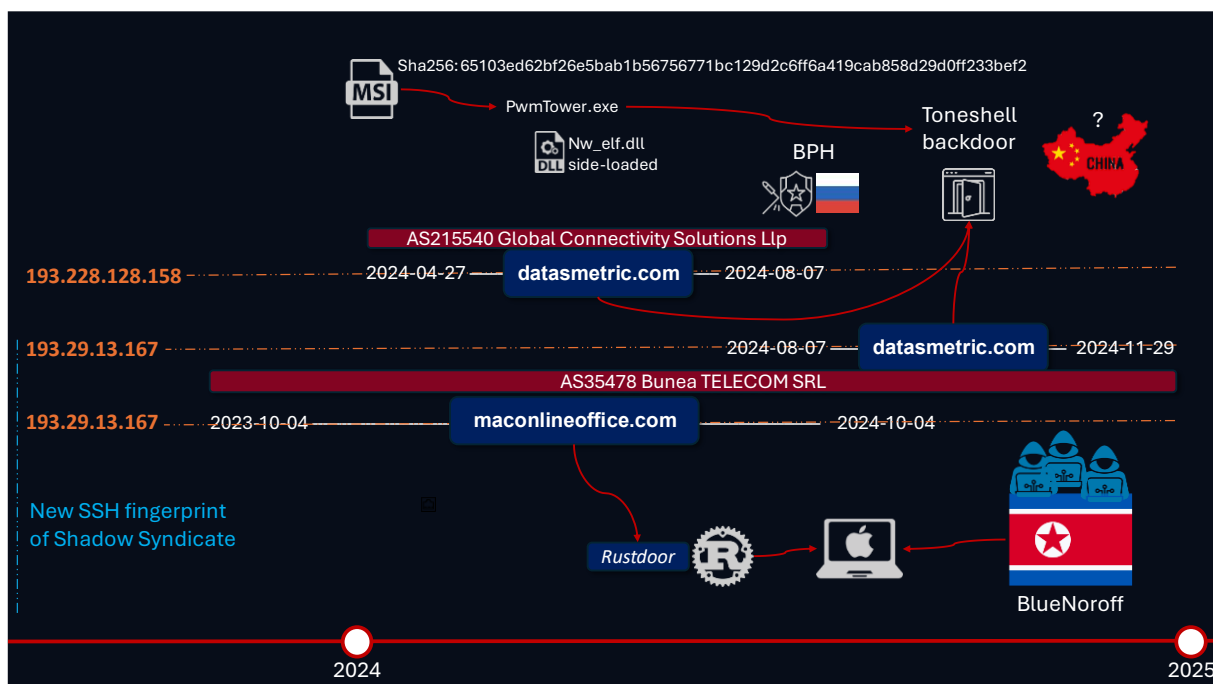 Sha256: 65103ed62bf26e5bab1b56756771bc129d2c6ff6a419cab858d29d0ff233bef2
MSI
PwmTower.exe
Nw_elf.dll
side-loaded
DLL
BPH
Toneshell
backdoor
?
CHINA
AS215540 Global Connectivity Solutions Llp
193.228.128.158
2024-04-27
datasmetric.com
2024-08-07
193.29.13.167
2024-08-07
datasmetric.com
2024-11-29
AS35478 Bunea TELECOM SRL
193.29.13.167
2023-10-04
maconlineoffice.com
2024-10-04
New SSH fingerprint
of Shadow Syndicate
Rustdoor
R
BlueNoroff
2024
2025